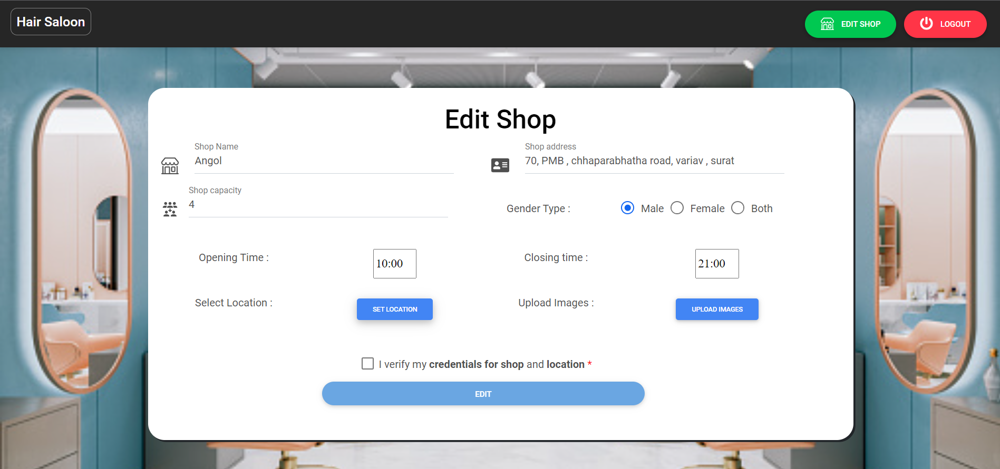 Hair Saloon
EDIT SHOP
LOGOUT
Edit Shop
Shop Name
Angol
Shop address
70, PMB , chhaparabhatha road, variav , surat
Shop capacity
4
Gender Type :
Male
Female
Both
Opening Time :
10:00
Closing time :
21:00
Select Location :
SET LOCATION
Upload Images :
UPLOAD IMAGES
I verify my credentials for shop and location *
EDIT